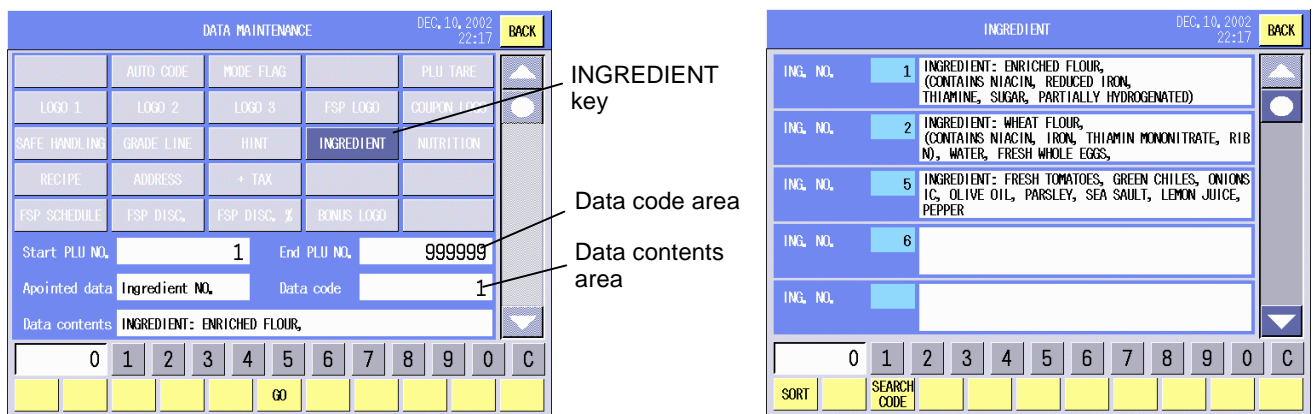 DATA MAINTENANCE
DEC, 10, 2002
22:17
BACK
AUTO CODE MODE FLAG PLU TARE
LOGO 1 LOGO 2 LOGO 3 FSP LOGO COUPON LOGO
SAFE HANDLING GRADE LINE HINT INGREDIENT NUTRITION
RECIPE ADDRESS + TAX
FSP SCHEDULE FSP DISC, FSP DISC, % BONUS LOGO
Start PLU NO, 1 End PLU NO, 999999
Apointed data Ingredient NO, Data code 1
Data contents INGREDIENT: ENRICHED FLOUR,
0 1 2 3 4 5 6 7 8 9 0 C
GO
INGREDIENT
key
Data code area
Data contents
area
INGREDIENT
DEC, 10, 2002
22:17
BACK
ING, NO, 1 INGREDIENT: ENRICHED FLOUR,
(CONTAINS NIACIN, REDUCED IRON,
THIAMINE, SUGAR, PARTIALLY HYDROGENATED)
ING, NO, 2 INGREDIENT: WHEAT FLOUR,
(CONTAINS NIACIN, IRON, THIAMIN MONONITRATE, RIB
N), WATER, FRESH WHOLE EGGS,
ING, NO, 5 INGREDIENT: FRESH TOMATOES, GREEN CHILES, ONIONS
IC, OLIVE OIL, PARSLEY, SEA SAULT, LEMON JUICE,
PEPPER
ING, NO, 6
ING, NO,
0 1 2 3 4 5 6 7 8 9 0 C
SORT SEARCH
CODE